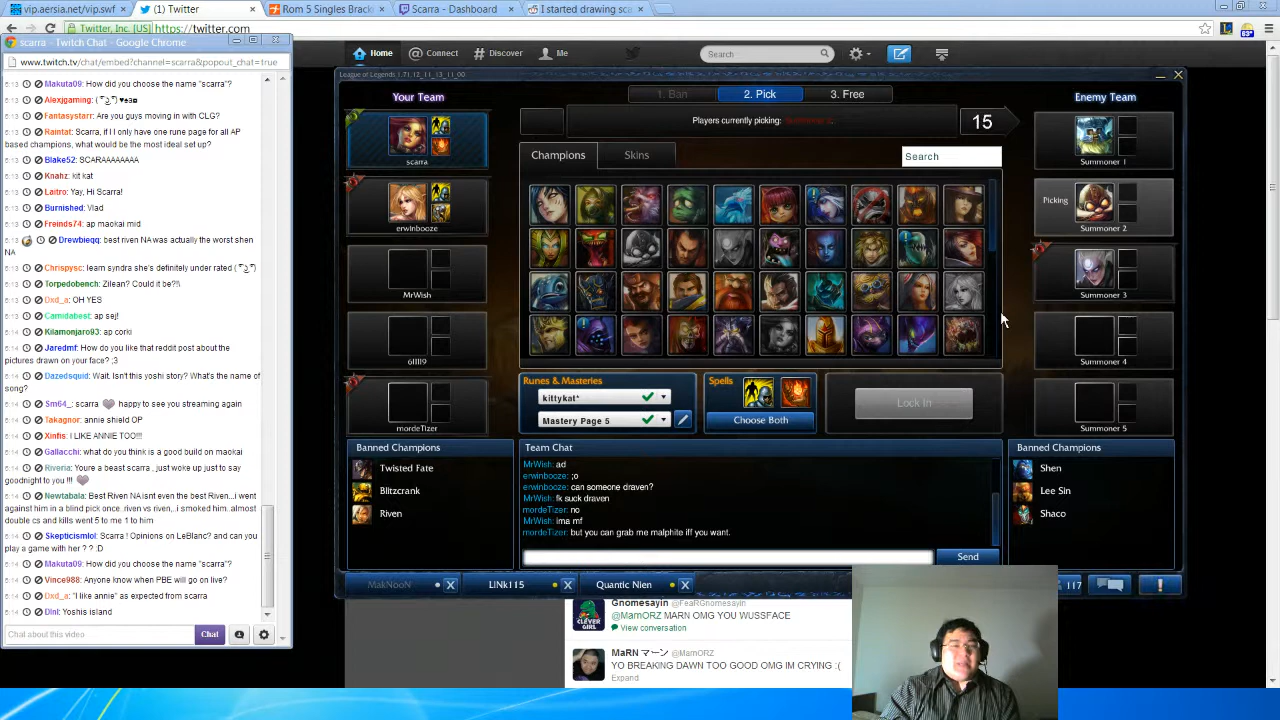 vip.aersia.net/vip.swf
(1) Twitter
Rom 5 Singles Brack
Scarra - Dashboard
I started drawing sca
Twitter, Inc. [US]
https://twitter.com
scarra - Twitch Chat - Google Chrome
www.twitch.tv/chat/embed?channel=scarra&popout_chat=true
Home
Connect
Discover
Me
Search
Makuta09: How did you choose the name "scarra"?
Alexjgaming:
Fantasystarr: Are you guys moving in with CLG?
Raintat: Scarra, if I I only have one rune page for all AP
based champions, what would be the most ideal set up?
Blake52: SCARAAAAAAA
Knahz: kit kat
Laitro: Yay, Hi Scarra!
Burnished: Vlad
Freinds74: ap maokai mid
Drewbieqq: best riven NA was actually the worst shen
NA
Chrispysc: learn syndra she's definitely under rated
Torpedobench: Zilean? Could it be?!!
Dxd_a: OH YES
Camidabest: ap sej!
Kilamonjaro93: ap corki
Jaredmf: How do you like that reddit post about the
pictures drawn on your face? ;3
Dazedsquid: Wait. Isn't this yoshi story? What's the name of
song?
Sm64_: scarra happy to see you streaming again
Takagnor: annie shield OP
Xinfis: I LIKE ANNIE TOO!!!
Gallacchi: what do you think is a good build on maokai
Riveria: Youre a beast scarra , just woke up just to say
goodnight to you !!!
Newtabala: Best Riven NA isnt even the best Riven...i went
against him in a blind pick once. riven vs riven,..i smoked him. almost
double cs and kills went 5 to me 1 to him
Skepticismlol: Scarra ! Opinions on LeBlanc? and can you
play a game with her ? ? :D
Makuta09: How did you choose the name "scarra"?
Vince988: Anyone know when PBE will go on live?
Dxd_a: "I like annie" as expected from scarra
Dinl: Yoshis island
Chat about this video
Chat
League of Legends 1.71.12_11_13_11_00
Your Team
1. Ban
2. Pick
3. Free
Enemy Team
Players currently picking:
15
Champions
Skins
Search
scarra
erwinbooze
MrWish
6lllll9
mordeTizer
Summoner 1
Picking
Summoner 2
Summoner 3
Summoner 4
Summoner 5
Runes & Masteries
kittykat*
Mastery Page 5
Spells
Choose Both
Lock In
Banned Champions
Twisted Fate
Blitzcrank
Riven
Team Chat
MrWish: ad
erwinbooze: ;o
erwinbooze: can someone draven?
MrWish: fk suck draven
mordeTizer: no
MrWish: ima mf
mordeTizer: but you can grab me malphite iff you want.
Send
Banned Champions
Shen
Lee Sin
Shaco
MakNooN
LiNk115
Quantic Nien
117
Gnomesayin @FeaRGnomesayin
@MarnORZ MARN OMG YOU WUSSFACE
View conversation
MaRN マーン @MarnORZ
YO BREAKING DAWN TOO GOOD OMG IM CRYING :(
Expand